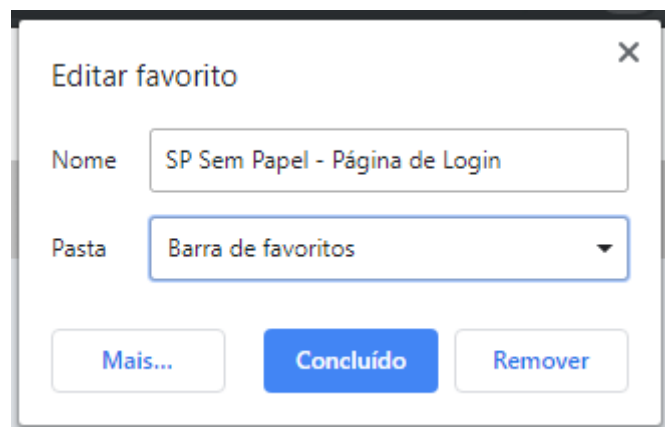 Editar favorito
Nome SP Sem Papel - Página de Login
Pasta Barra de favoritos
Mais... Concluído Remover